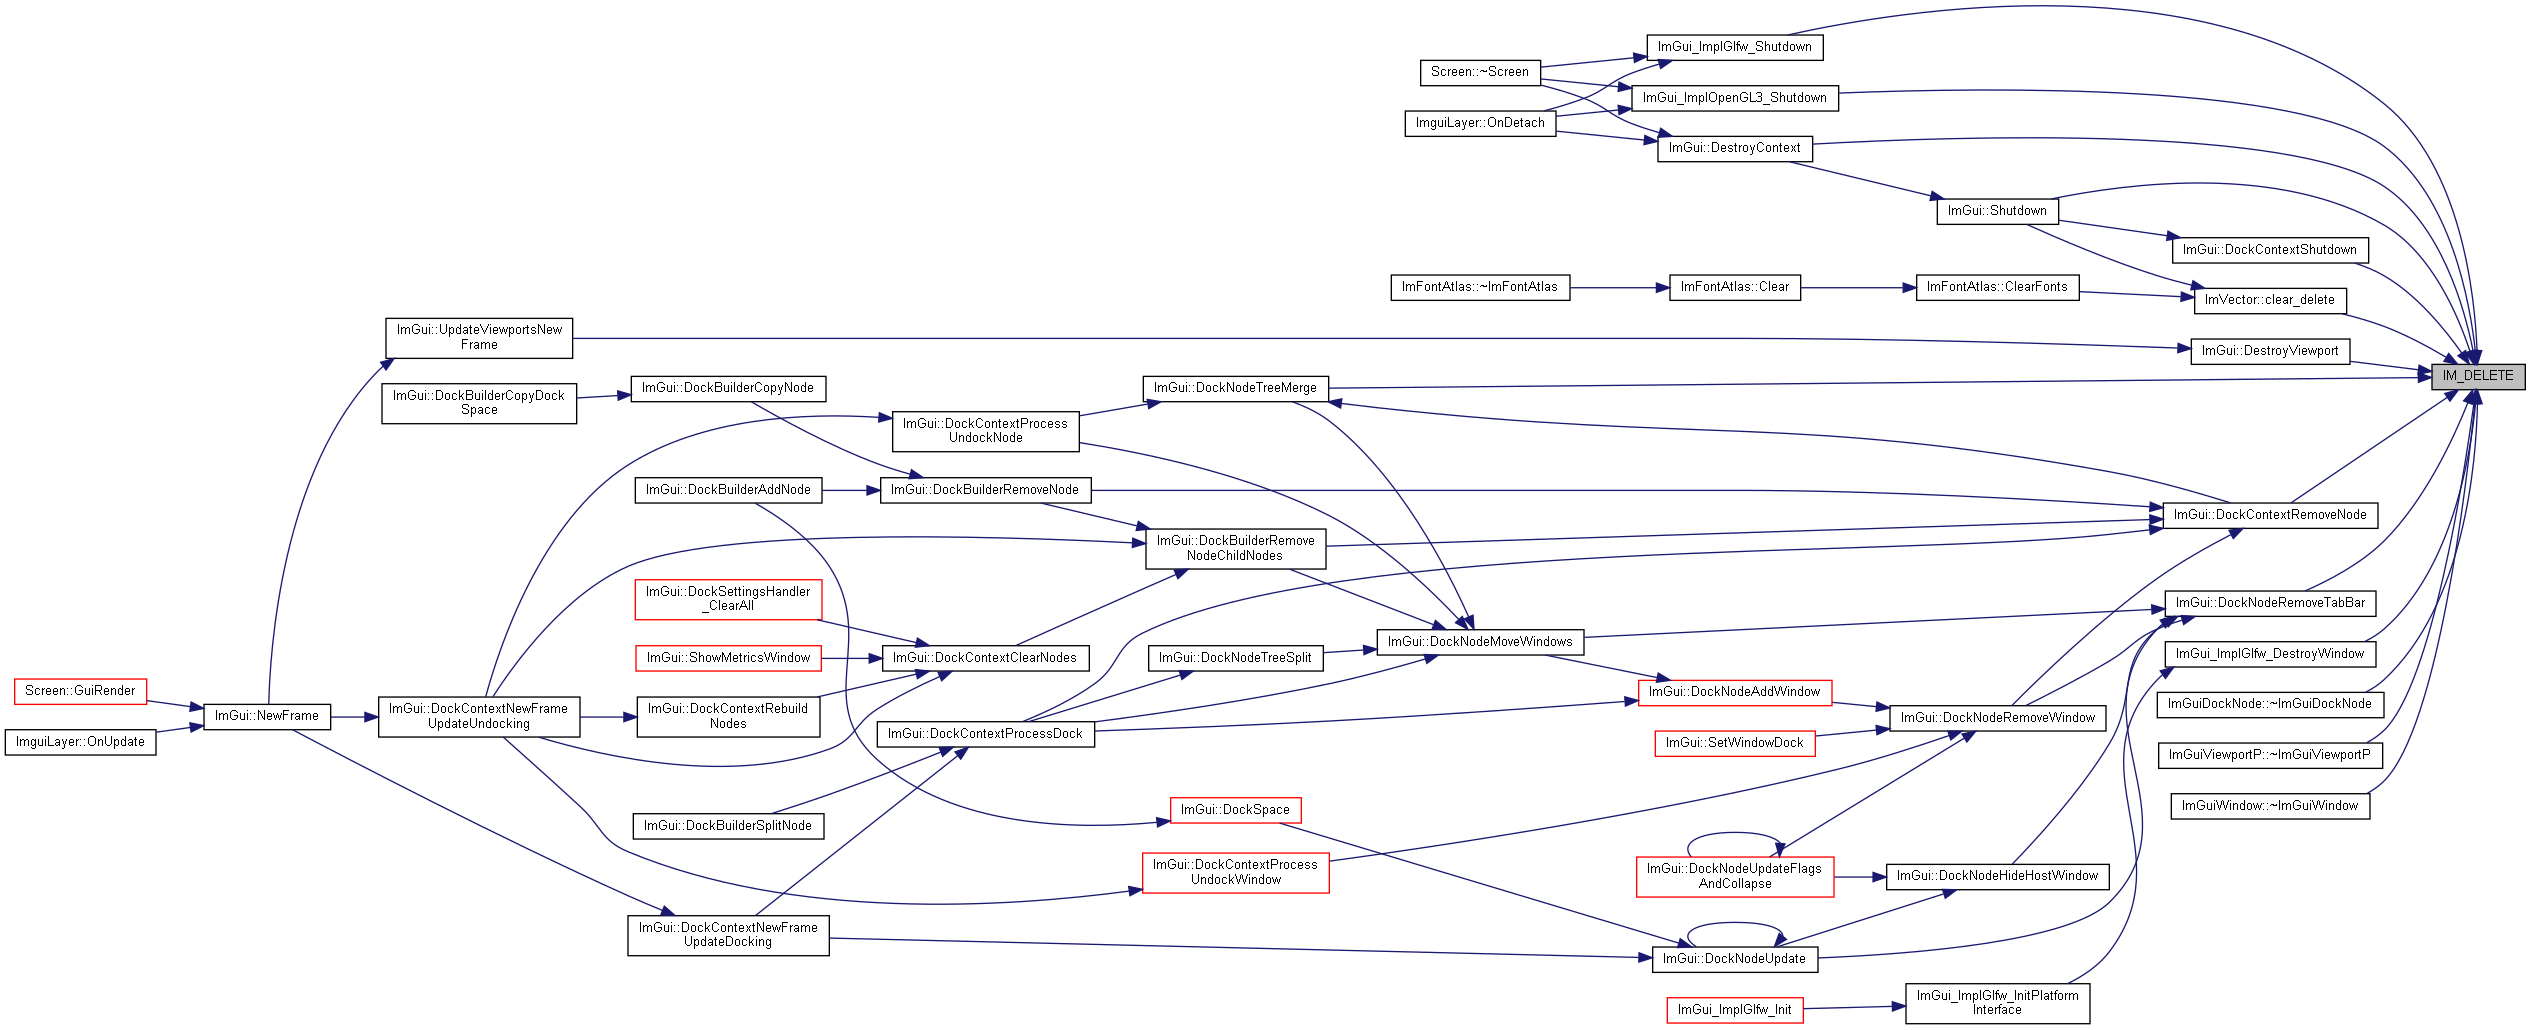 ImGui_ImplGlfw_Shutdown
Screen::~Screen
ImGui_ImplOpenGL3_Shutdown
ImguiLayer::OnDetach
ImGui::DestroyContext
ImGui::Shutdown
ImGui::DockContextShutdown
ImFontAtlas::~ImFontAtlas
ImFontAtlas::Clear
ImFontAtlas::ClearFonts
ImVector::clear_delete
ImGui::UpdateViewportsNew
Frame
ImGui::DestroyViewport
IM_DELETE
ImGui::DockBuilderCopyNode
ImGui::DockNodeTreeMerge
ImGui::DockBuilderCopyDock
Space
ImGui::DockContextProcess
UndockNode
ImGui::DockBuilderAddNode
ImGui::DockBuilderRemoveNode
ImGui::DockContextRemoveNode
ImGui::DockBuilderRemove
NodeChildNodes
ImGui::DockSettingsHandler
_ClearAll
ImGui::DockNodeRemoveTabBar
ImGui::DockNodeMoveWindows
ImGui::ShowMetricsWindow
ImGui::DockContextClearNodes
ImGui::DockNodeTreeSplit
ImGui_ImplGlfw_DestroyWindow
Screen::GuiRender
ImGui::DockNodeAddWindow
ImGuiDockNode::~ImGuiDockNode
ImGui::NewFrame
ImGui::DockContextNewFrame
UpdateUndocking
ImGui::DockContextRebuild
Nodes
ImGui::DockNodeRemoveWindow
ImguiLayer::OnUpdate
ImGui::DockContextProcessDock
ImGui::SetWindowDock
ImGuiViewportP::~ImGuiViewportP
ImGui::DockSpace
ImGuiWindow::~ImGuiWindow
ImGui::DockBuilderSplitNode
ImGui::DockContextProcess
UndockWindow
ImGui::DockNodeUpdateFlags
AndCollapse
ImGui::DockNodeHideHostWindow
ImGui::DockContextNewFrame
UpdateDocking
ImGui::DockNodeUpdate
ImGui_ImplGlfw_InitPlatform
Interface
ImGui_ImplGlfw_Init